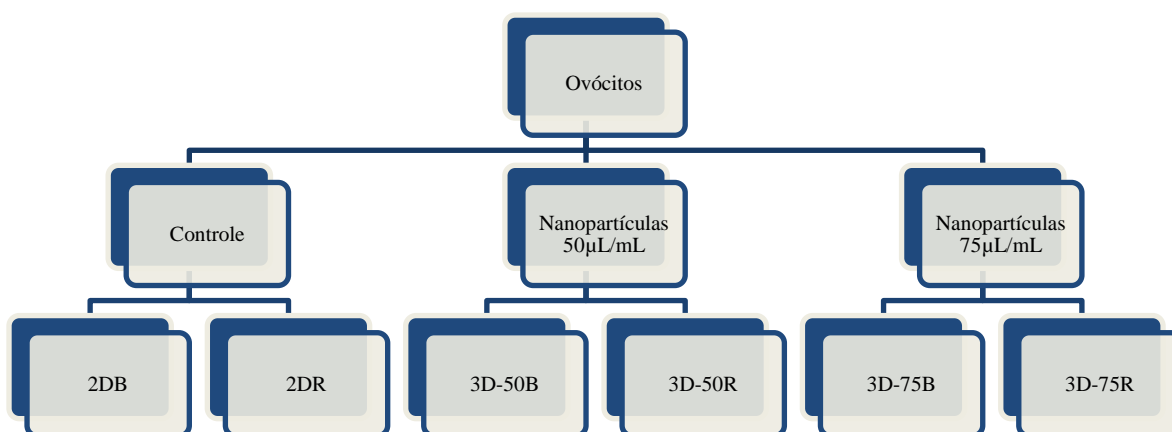 Ovócitos
Controle
Nanopartículas
50µL/mL
Nanopartículas
75µL/mL
2DB
2DR
3D-50B
3D-50R
3D-75B
3D-75R